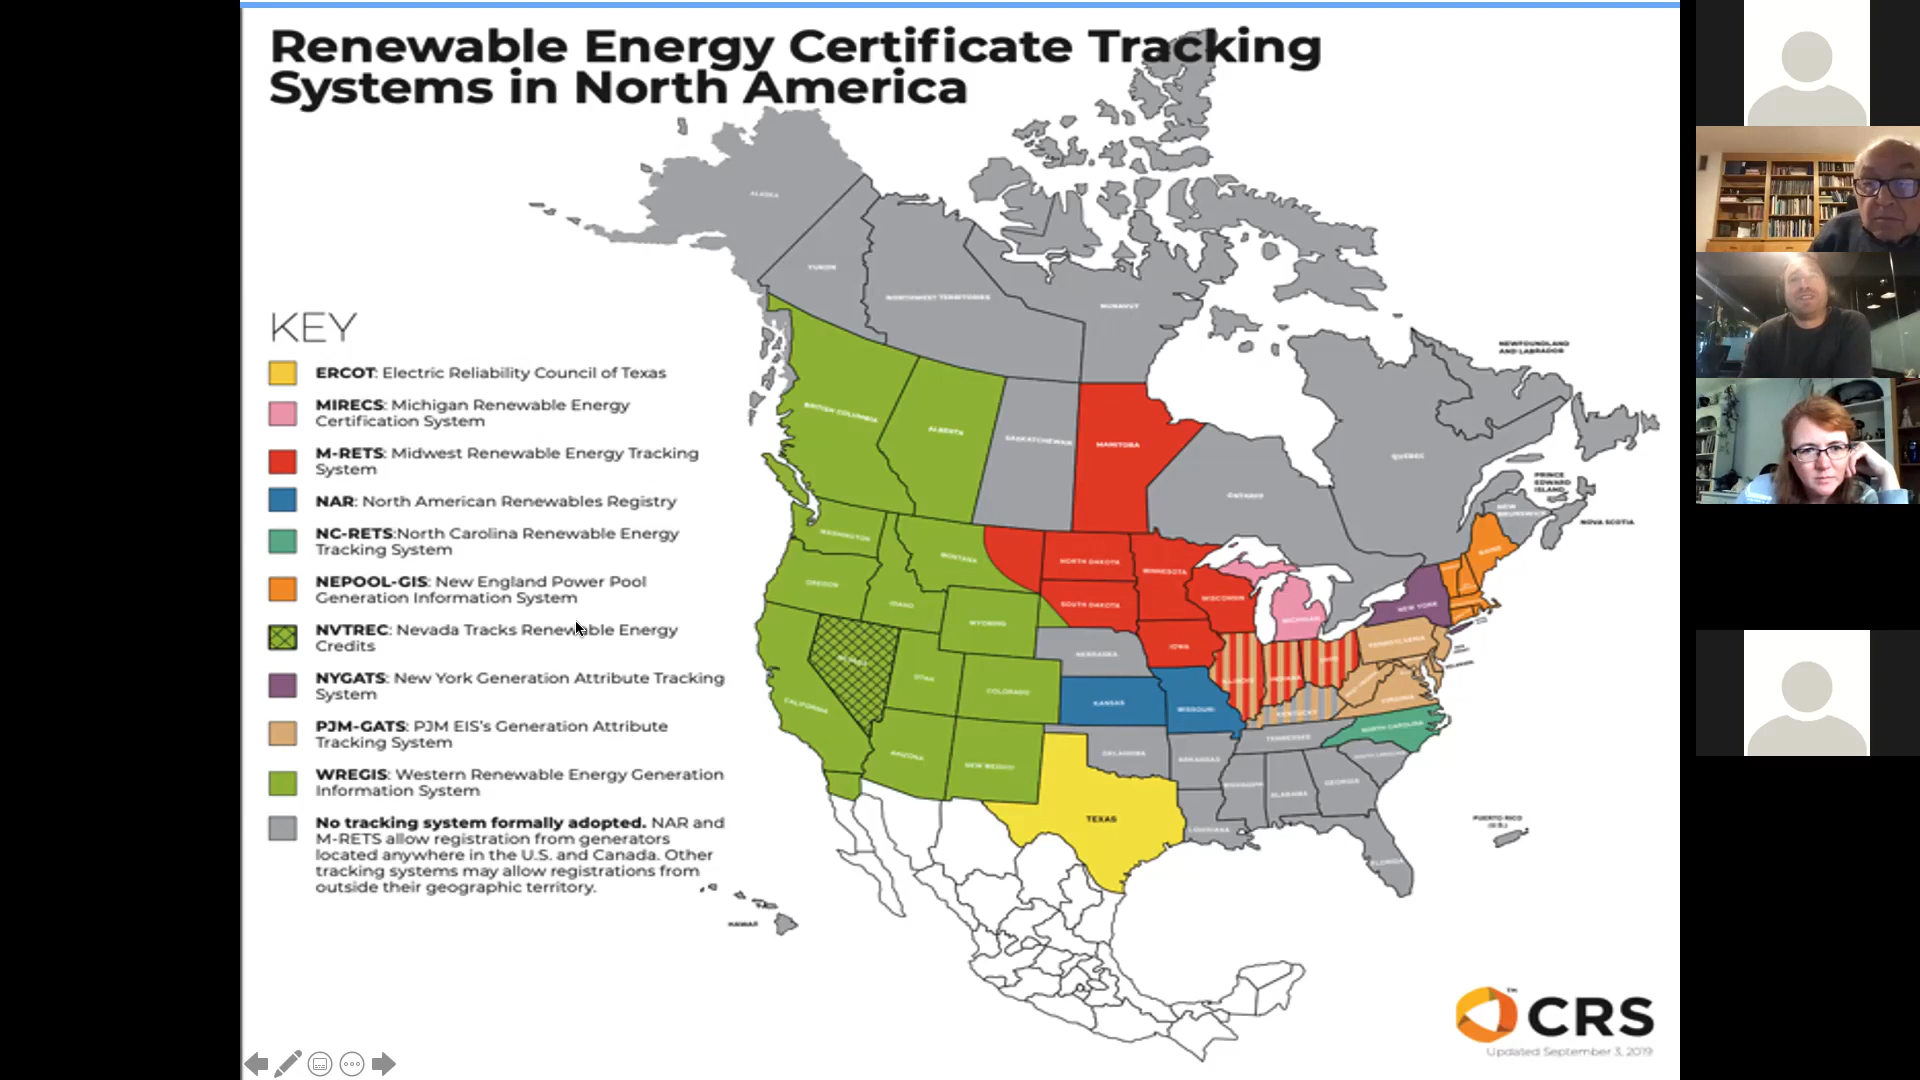 Renewable Energy Certificate Tracking
Systems in North America
KEY
ERCOT: Electric Reliability Council of Texas
MIRECS: Michigan Renewable Energy
Certification System
M-RETS: Midwest Renewable Energy Tracking
System
NAR: North American Renewables Registry
NC-RETS:North Carolina Renewable Energy
Tracking System
NEPOOL-GIS: New England Power Pool
Generation Information System
NVTREC: Nevada Tracks Renewable Energy
Credits
NYGATS: New York Generation Attribute Tracking
System
PJM-GATS: PJM EIS's Generation Attribute
Tracking System
WREGIS: Western Renewable Energy Generation
Information System
No tracking system formally adopted. NAR and
M-RETS allow registration from generators
located anywhere in the U.S. and Canada. Other
tracking systems may allow registrations from
outside their geographic territory.
ALASKA
YUKON
NORTHWEST TERRITORIES
NUNAVUT
NEWFOUNDLAND
AND LABRADOR
BRITISH COLUMBIA
ALBERTA
SASKATCHEWAN
MANITOBA
ONTARIO
QUEBEC
PRINCE
EDWARD
ISLAND
NEW
BRUNSWICK
NOVA SCOTIA
WASHINGTON
MONTANA
NORTH DAKOTA
MINNESOTA
MAINE
OREGON
IDAHO
WYOMING
SOUTH DAKOTA
WISCONSIN
MICHIGAN
NEW YORK
NEVADA
UTAH
COLORADO
NEBRASKA
IOWA
ILLINOIS
INDIANA
OHIO
PENNSYLVANIA
DELAWARE
CALIFORNIA
KANSAS
MISSOURI
KENTUCKY
VIRGINIA
ARIZONA
NEW MEXICO
OKLAHOMA
ARKANSAS
TENNESSEE
NORTH CAROLINA
SOUTH CAROLINA
TEXAS
LOUISIANA
MISSISSIPPI
ALABAMA
GEORGIA
FLORIDA
PUERTO RICO
(U.S.)
HAWAII
CRS
TM
Updated September 3, 2019